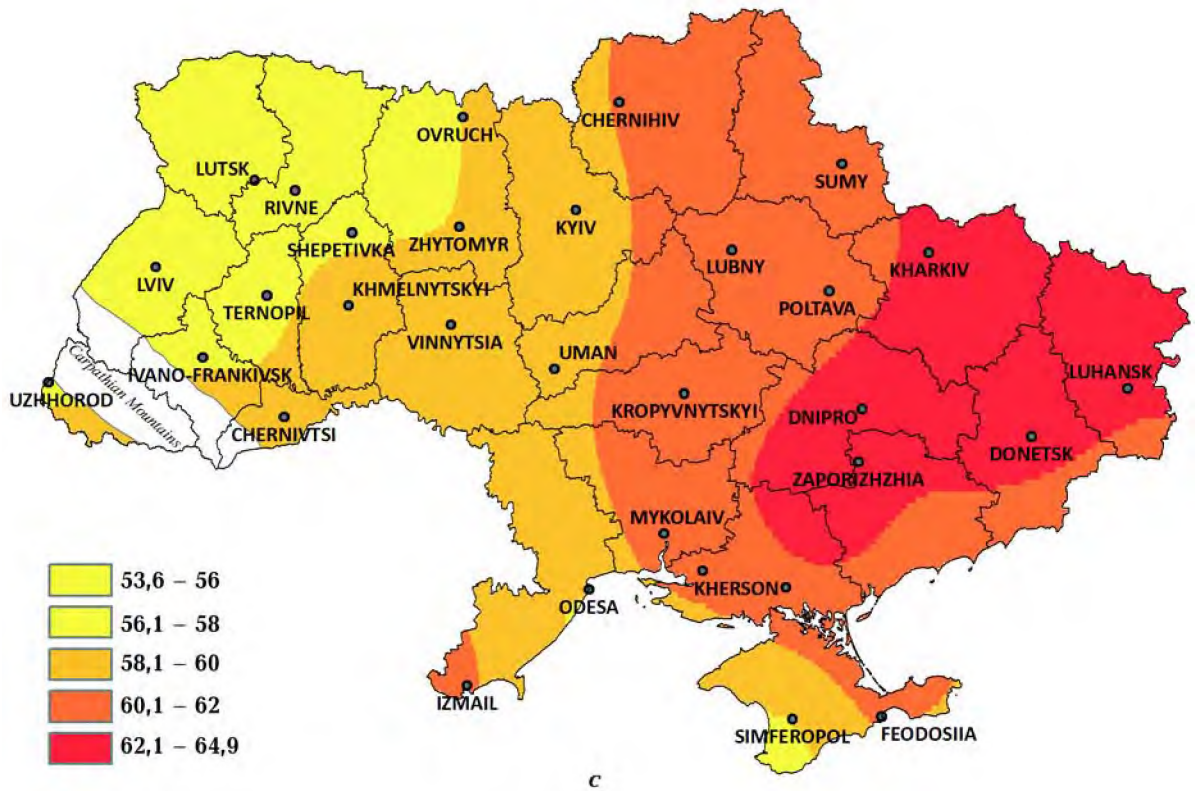 OVRUCH
CHERNIHIV
LUTSK
RIVNE
SUMY
SHEPETIVKA
ZHYTOMYR
KYIV
LVIV
TERNOPIL
KHMELNYTSKYI
LUBNY
KHARKIV
POLTAVA
VINNYTSIA
UMAN
IVANO-FRANKIVSK
Carpathian Mountains
UZHHOROD
CHERNIVTSI
KROPYVNYTSKYI
DNIPRO
LUHANSK
DONETSK
ZAPORIZHZHIA
MYKOLAIV
KHERSON
ODESA
IZMAIL
SIMFEROPOL
FEODOSIIA
53,6 – 56
56,1 – 58
58,1 – 60
60,1 – 62
62,1 – 64,9
c